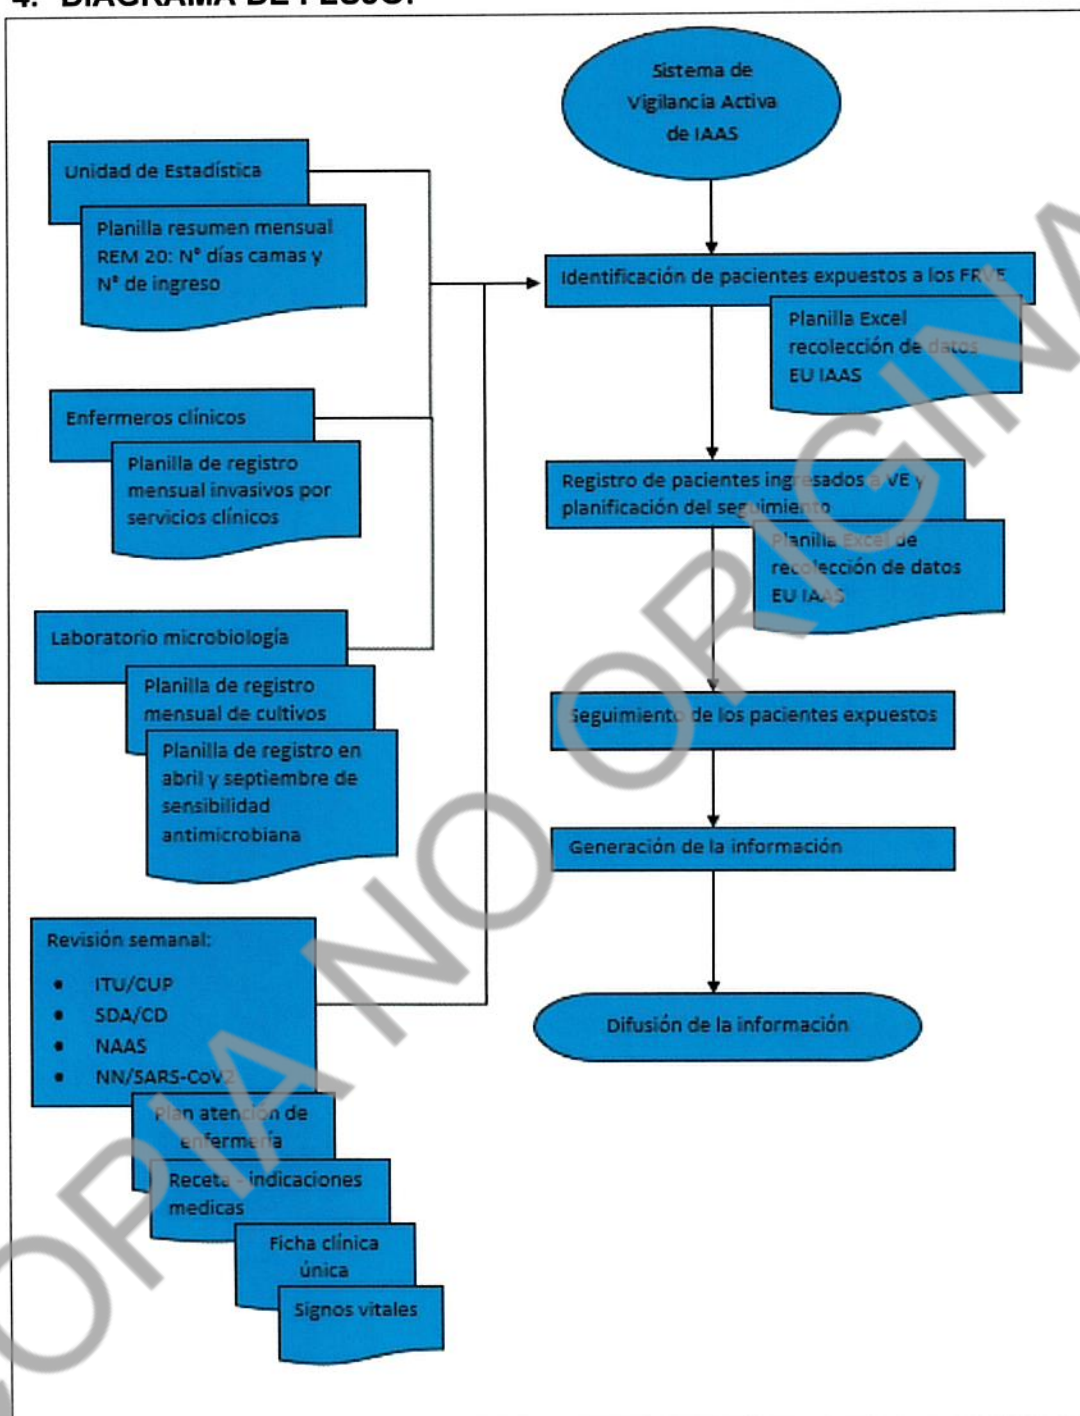 4. DIAGRAMA DE FLUJO:
Sistema de
Vigilancia Activa
de IAAS
Unidad de Estadística
Planilla resumen mensual
REM 20: N° días camas y
N° de ingreso
Identificación de pacientes expuestos a los FRVE
Planilla Excel
recolección de datos
EU IAAS
Enfermeros clínicos
Planilla de registro
mensual invasivos por
servicios clínicos
Registro de pacientes ingresados a VE y
planificación del seguimiento
Planilla Excel de
recolección de datos
EU IAAS
Laboratorio microbiología
Planilla de registro
mensual de cultivos
Planilla de registro en
abril y septiembre de
sensibilidad
antimicrobiana
Seguimiento de los pacientes expuestos
Generación de la información
Revisión semanal:
• ITU/CUP
• SDA/CD
• NAAS
• NN/SARS-CoV2
Difusión de la información
Plan atención de
enfermería
Receta - indicaciones
medicas
Ficha clínica
única
Signos vitales
COPIA NO ORIGINA